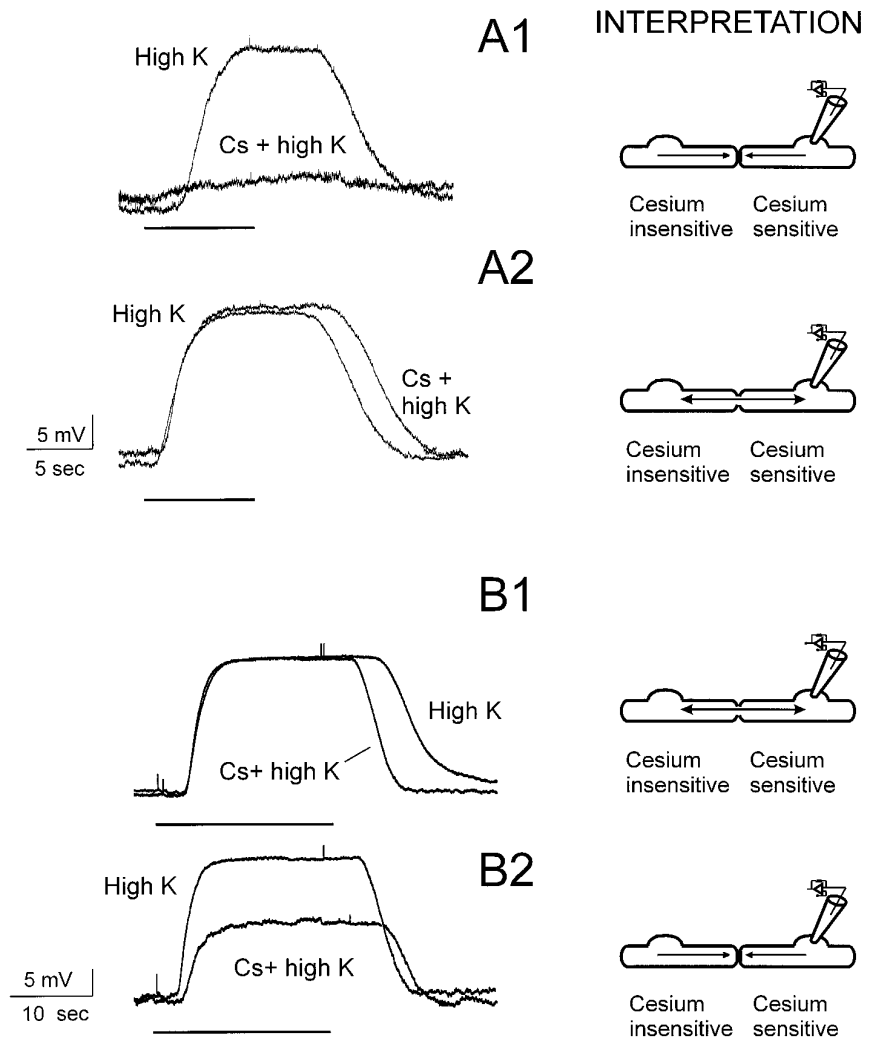 A1
INTERPRETATION
High K
Cs + high K
Cesium
insensitive
Cesium
sensitive
A2
High K
Cs +
high K
5 mV
5 sec
Cesium
insensitive
Cesium
sensitive
B1
High K
Cs+ high K
Cesium
insensitive
Cesium
sensitive
B2
High K
Cs+ high K
5 mV
10 sec
Cesium
insensitive
Cesium
sensitive